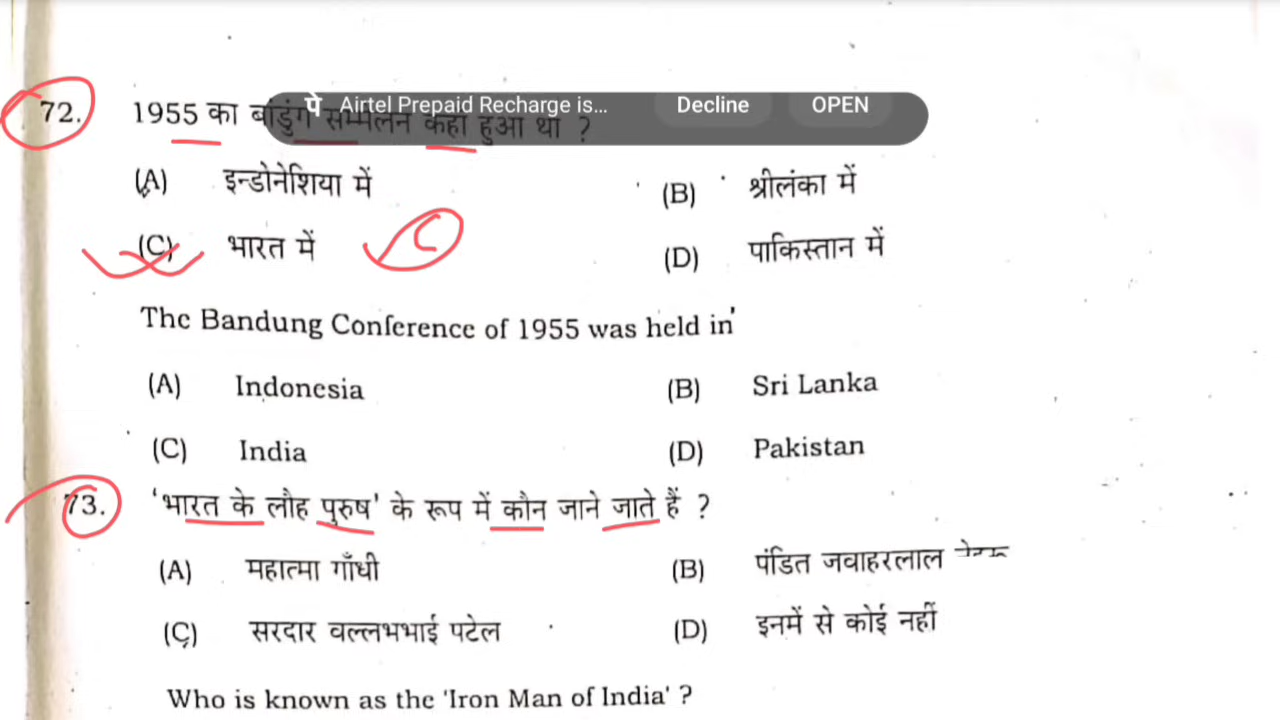 पे Airtel Prepaid Recharge is... Decline OPEN
72. 1955 का बांडुंग सम्मेलन कहाँ हुआ था ?
(A) इन्डोनेशिया में (B) श्रीलंका में
(C) भारत में C (D) पाकिस्तान में
The Bandung Conference of 1955 was held in
(A) Indonesia (B) Sri Lanka
(C) India (D) Pakistan
73. 'भारत के लौह पुरुष' के रूप में कौन जाने जाते हैं ?
(A) महात्मा गाँधी (B) पंडित जवाहरलाल
(C) सरदार वल्लभभाई पटेल (D) इनमें से कोई नहीं
Who is known as the 'Iron Man of India' ?